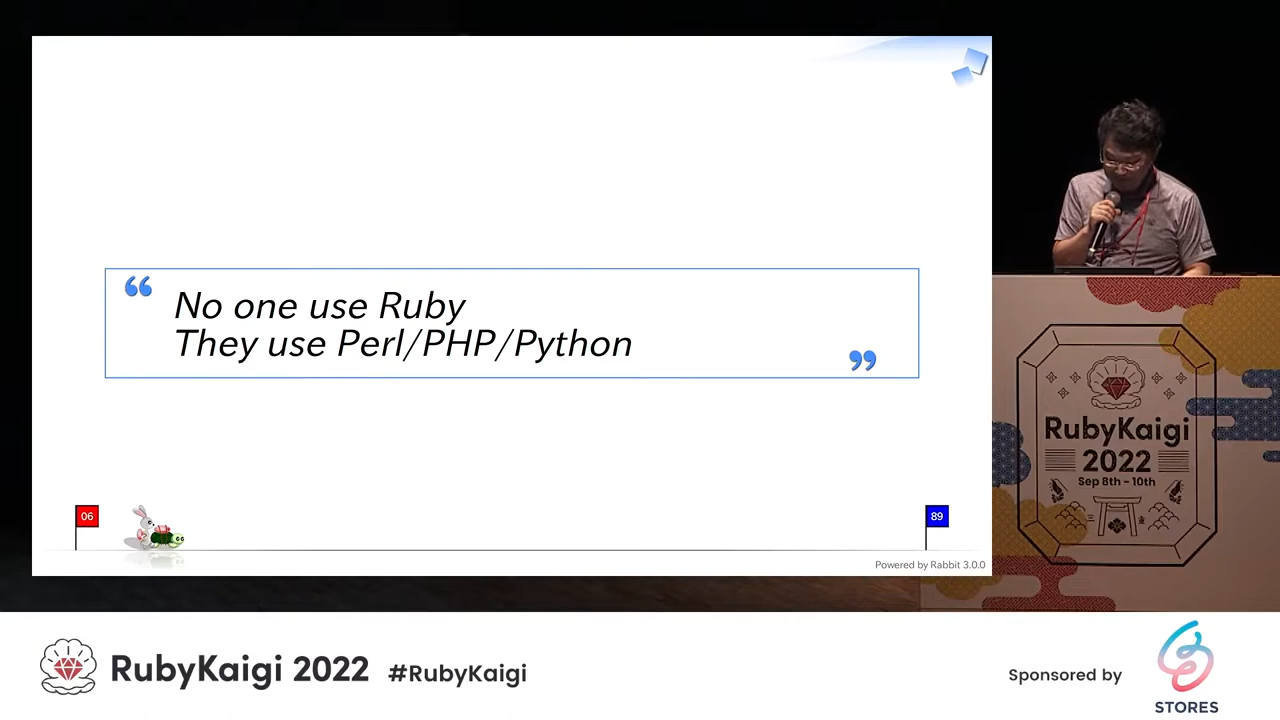 “
No one use Ruby
They use Perl/PHP/Python
”
06
89
Powered by Rabbit 3.0.0
RubyKaigi
2022
Sep 8th - 10th
RubyKaigi 2022 #RubyKaigi
Sponsored by
STORES